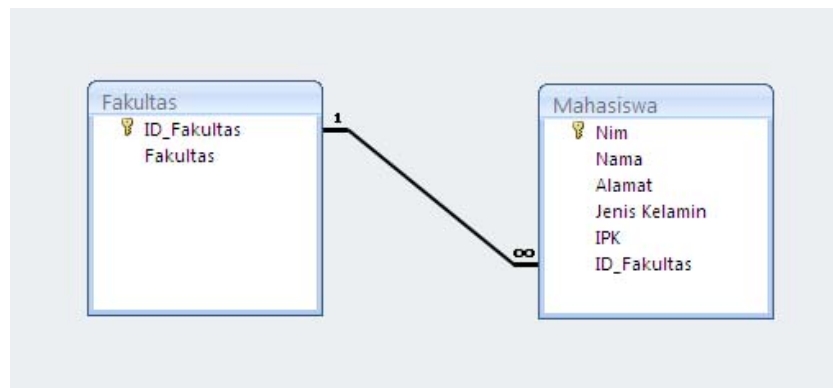 Fakultas
ID_Fakultas
Fakultas
1
∞
Mahasiswa
Nim
Nama
Alamat
Jenis Kelamin
IPK
ID_Fakultas